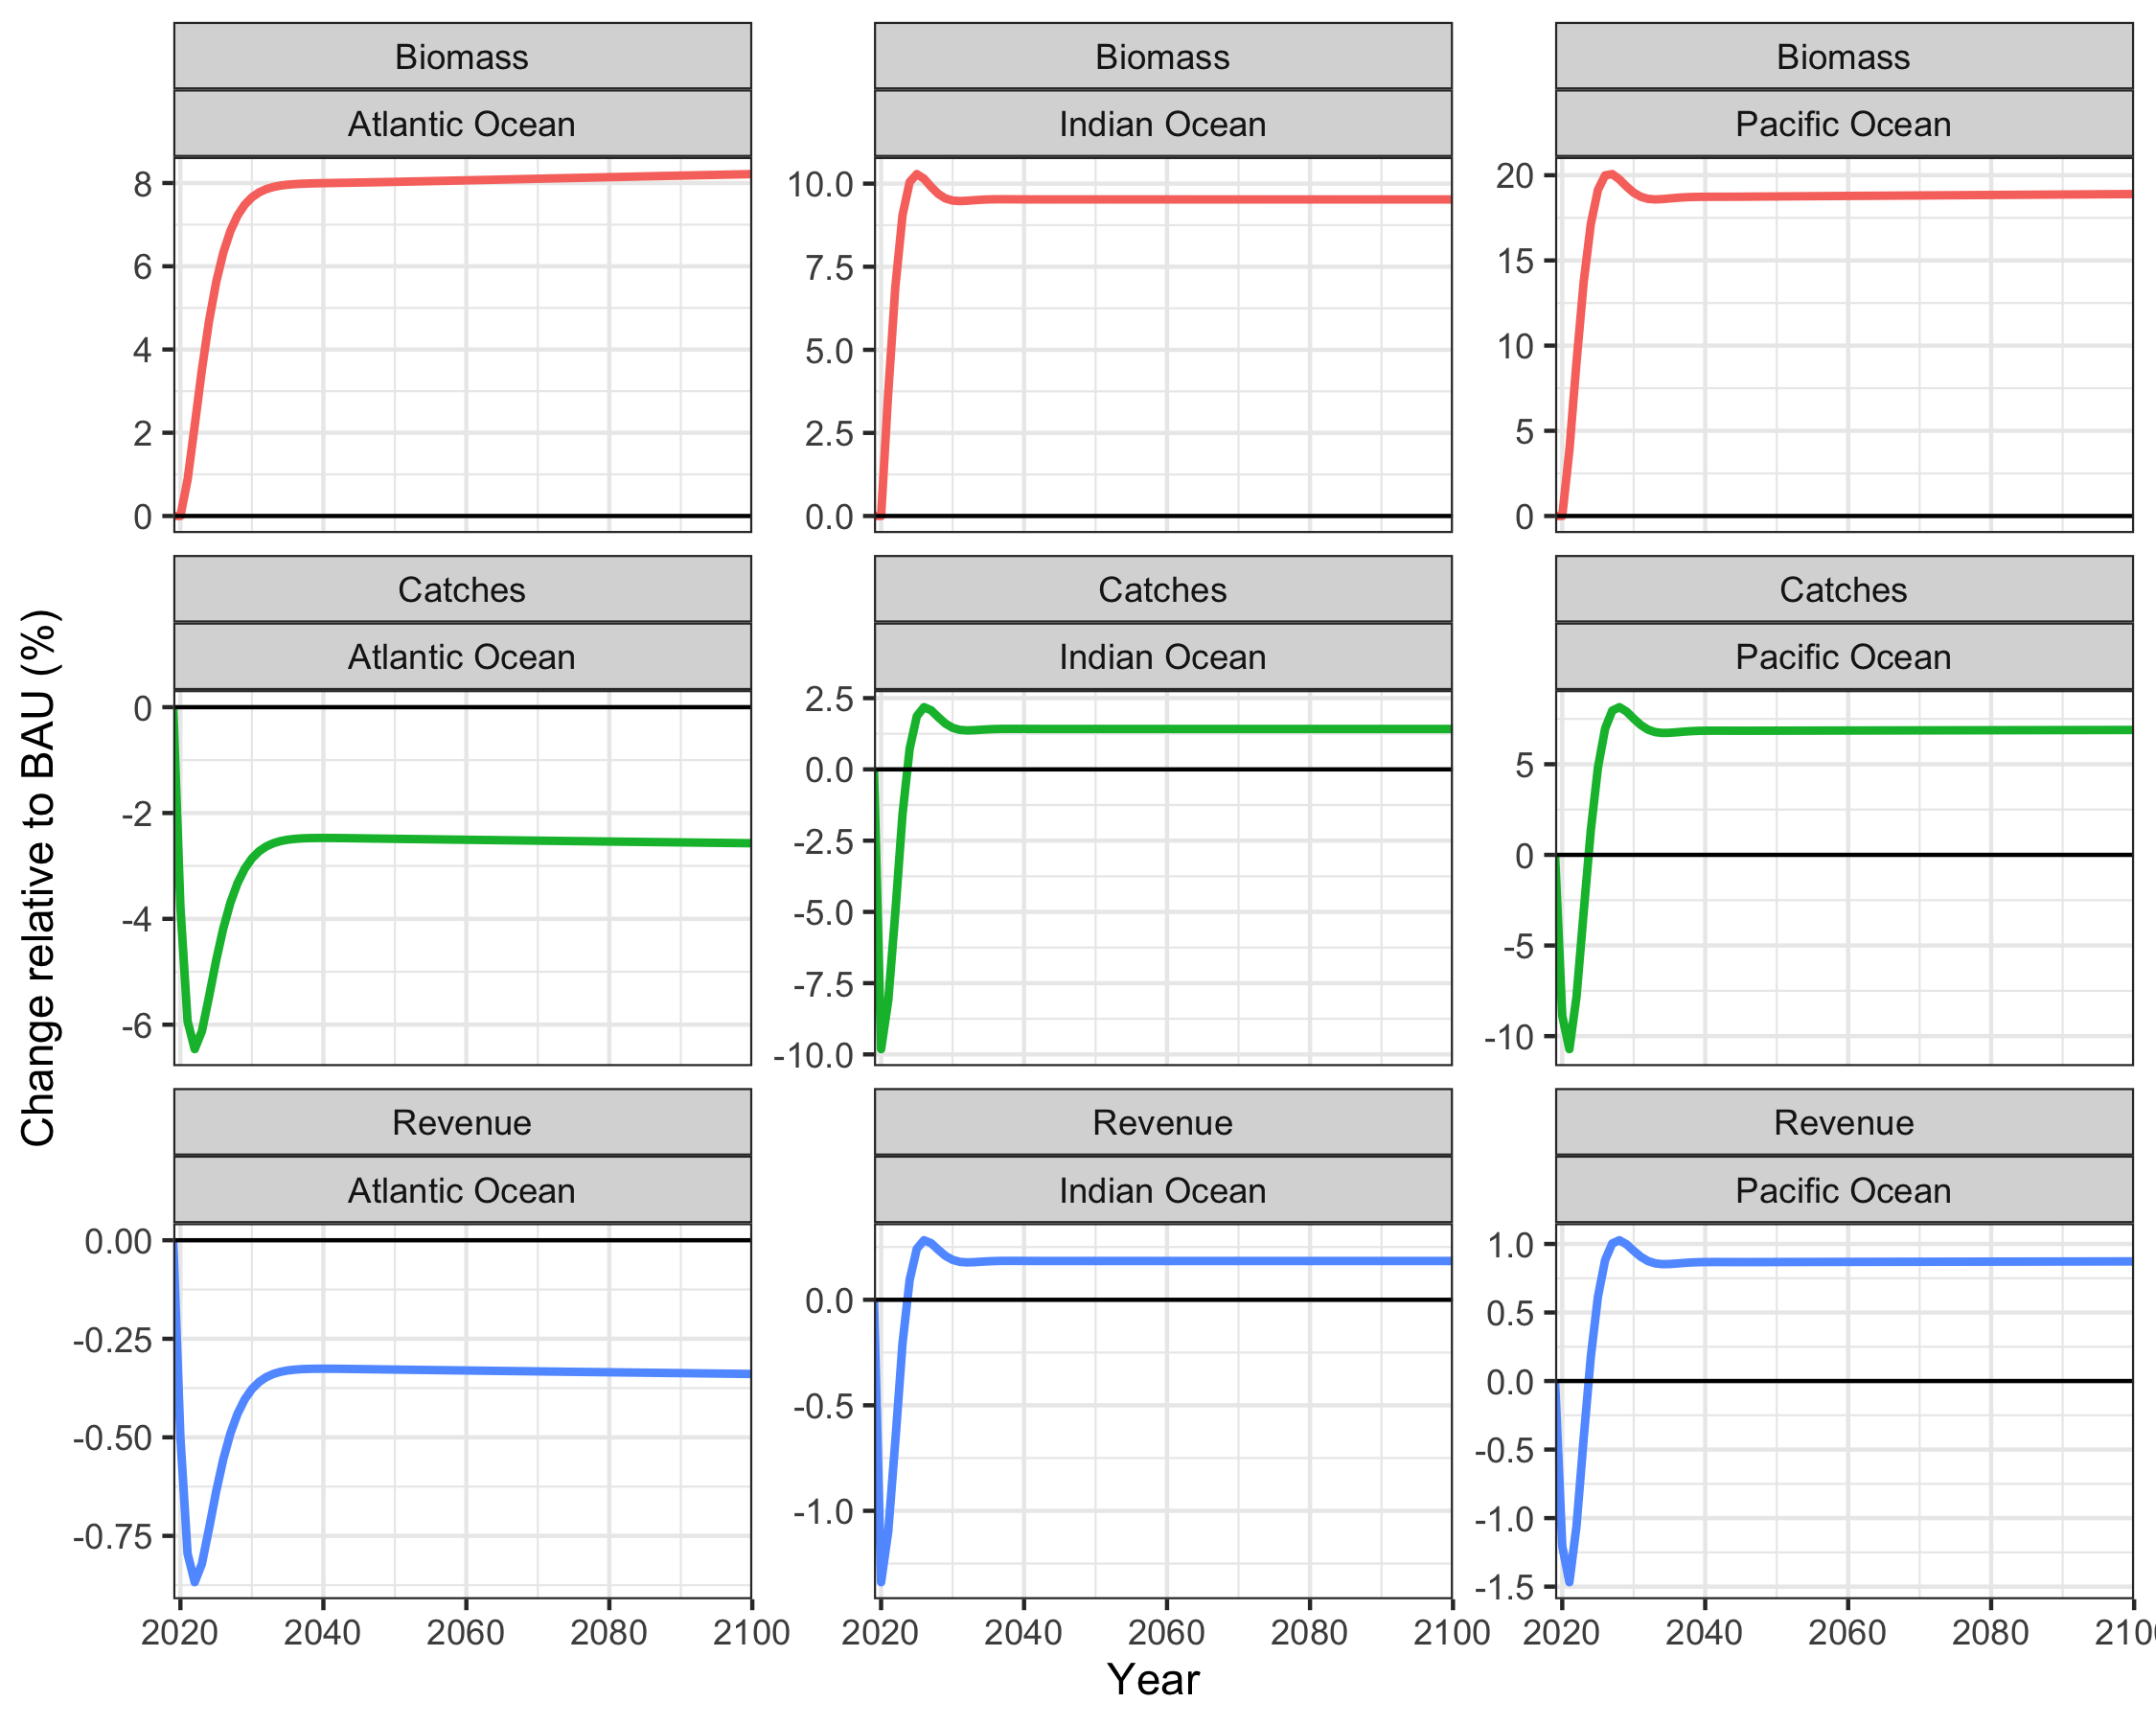 Biomass
Biomass
Biomass
Atlantic Ocean
Indian Ocean
Pacific Ocean
8
6
4
2
0
10.0
7.5
5.0
2.5
0.0
20
15
10
5
0
Change relative to BAU (%)
Catches
Catches
Catches
Atlantic Ocean
Indian Ocean
Pacific Ocean
0
-2
-4
-6
2.5
0.0
-2.5
-5.0
-7.5
-10.0
5
0
-5
-10
Revenue
Revenue
Revenue
Atlantic Ocean
Indian Ocean
Pacific Ocean
0.00
-0.25
-0.50
-0.75
0.0
-0.5
-1.0
1.0
0.5
0.0
-0.5
-1.0
-1.5
2020 2040 2060 2080 2100
2020 2040 2060 2080 2100
2020 2040 2060 2080 210
Year